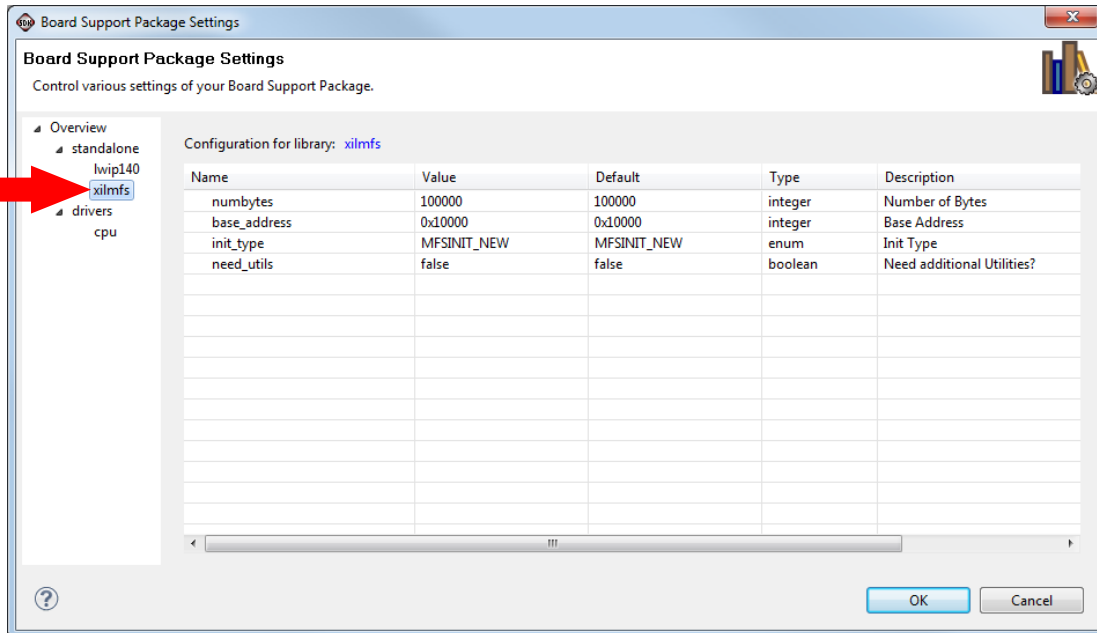 SDK Board Support Package Settings
Board Support Package Settings
Control various settings of your Board Support Package.
Overview
standalone
lwip140
xilmfs
drivers
cpu
Configuration for library: xilmfs
Name Value Default Type Description
numbytes 100000 100000 integer Number of Bytes
base_address 0x10000 0x10000 integer Base Address
init_type MFSINIT_NEW MFSINIT_NEW enum Init Type
need_utils false false boolean Need additional Utilities?
?
OK Cancel